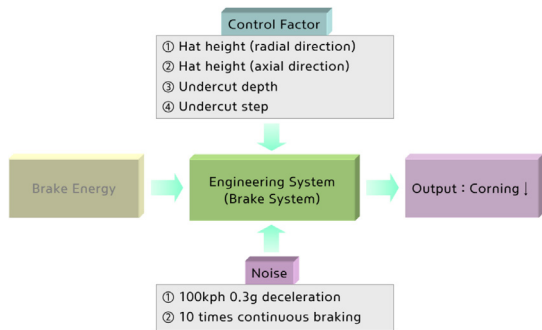 Control Factor
① Hat height (radial direction)
② Hat height (axial direction)
③ Undercut depth
④ Undercut step
Brake Energy
Engineering System
(Brake System)
Output : Corning↓
Noise
① 100kph 0.3g deceleration
② 10 times continuous braking